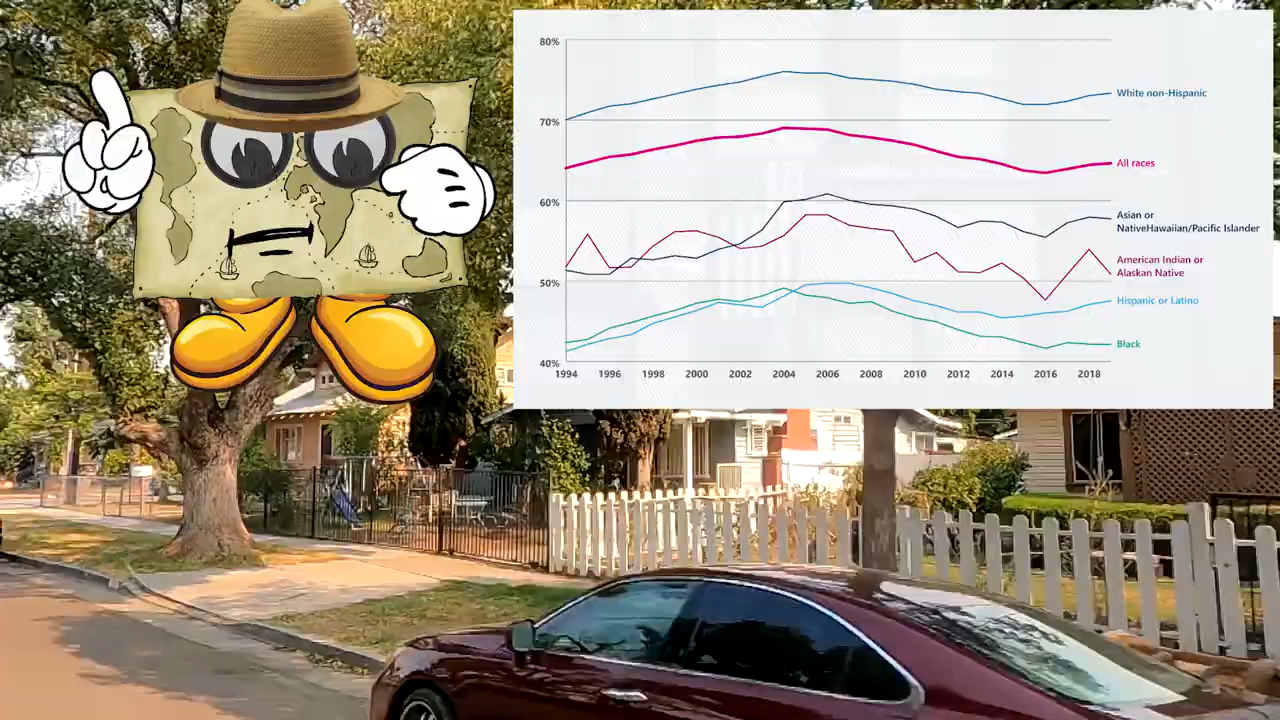 80%
70%
60%
50%
40%
1994
1996
1998
2000
2002
2004
2006
2008
2010
2012
2014
2016
2018
White non-Hispanic
All races
Asian or
NativeHawaiian/Pacific Islander
American Indian or
Alaskan Native
Hispanic or Latino
Black